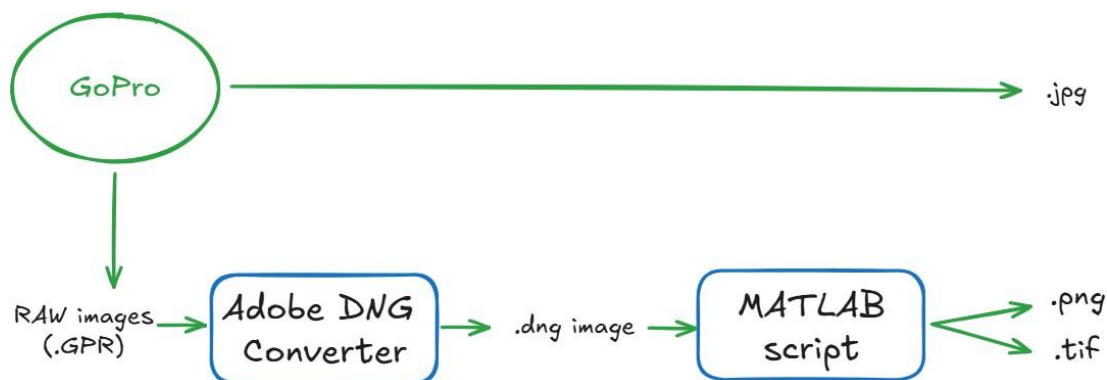 GoPro
.jpg
RAW images
(.GPR)
Adobe DNG
Converter
.dng image
MATLAB
script
.png
.tif